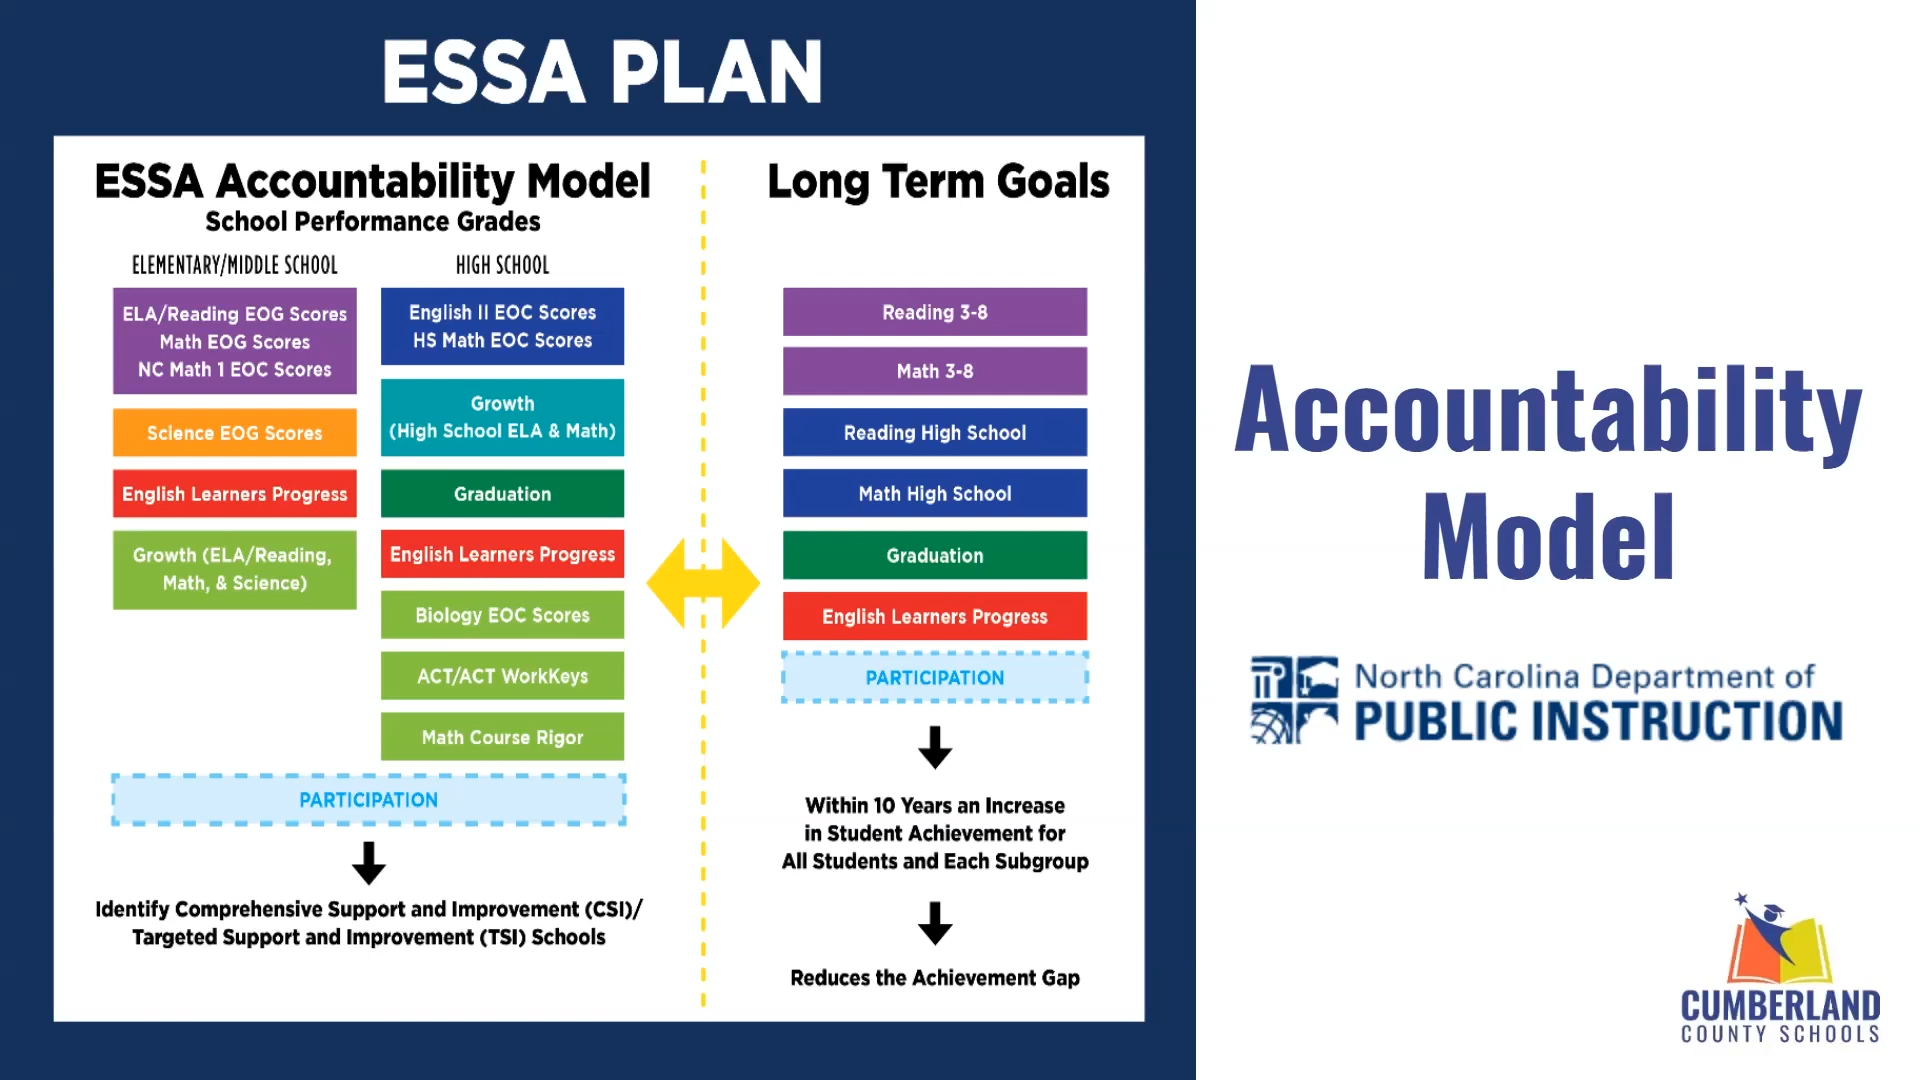 ESSA PLAN
ESSA Accountability Model
School Performance Grades
ELEMENTARY/MIDDLE SCHOOL
ELA/Reading EOG Scores
Math EOG Scores
NC Math 1 EOC Scores
Science EOG Scores
English Learners Progress
Growth (ELA/Reading,
Math, & Science)
HIGH SCHOOL
English II EOC Scores
HS Math EOC Scores
Growth
(High School ELA & Math)
Graduation
English Learners Progress
Biology EOC Scores
ACT/ACT WorkKeys
Math Course Rigor
PARTICIPATION
Identify Comprehensive Support and Improvement (CSI)/
Targeted Support and Improvement (TSI) Schools
Long Term Goals
Reading 3-8
Math 3-8
Reading High School
Math High School
Graduation
English Learners Progress
PARTICIPATION
Within 10 Years an Increase
in Student Achievement for
All Students and Each Subgroup
Reduces the Achievement Gap
Accountability
Model
North Carolina Department of
PUBLIC INSTRUCTION
CUMBERLAND
COUNTY SCHOOLS